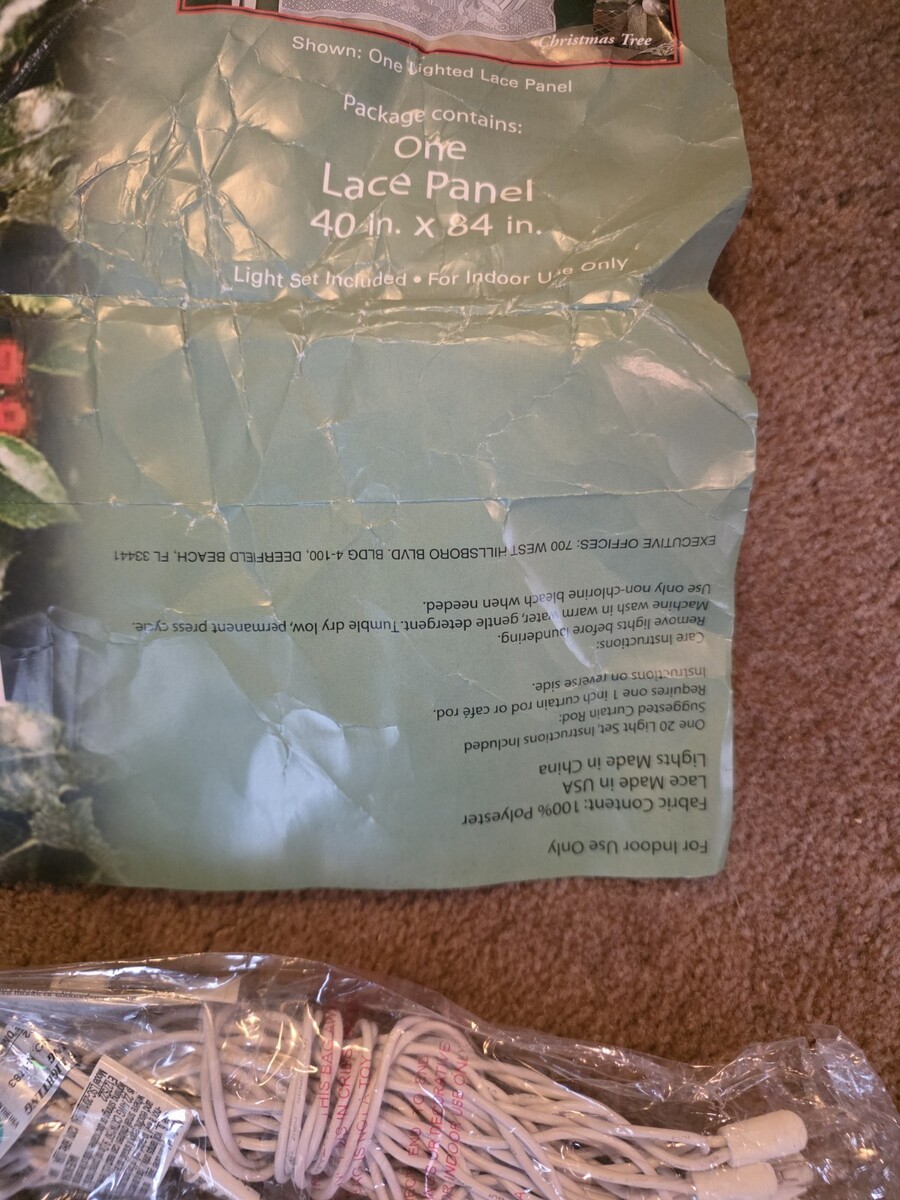 Christmas Tree
Shown: One Lighted Lace Panel
Package contains:
One
Lace Panel
40 in. x 84 in.
Light Set Included • For Indoor Use Only
For Indoor Use Only
Fabric Content: 100% Polyester
Lace Made in USA
Lights Made in China
One 20 Light Set, Instructions Included
Suggested Curtain Rod:
Requires one 1 inch curtain rod or café rod.
Instructions on reverse side.
Care Instructions:
Remove lights before laundering.
Machine wash in warm water, gentle detergent. Tumble dry low, permanent press cycle.
Use only non-chlorine bleach when needed.
EXECUTIVE OFFICES: 700 WEST HILLSBORO BLVD. BLDG 4-100, DEERFIELD BEACH, FL 33441
THIS BAG
END TO END